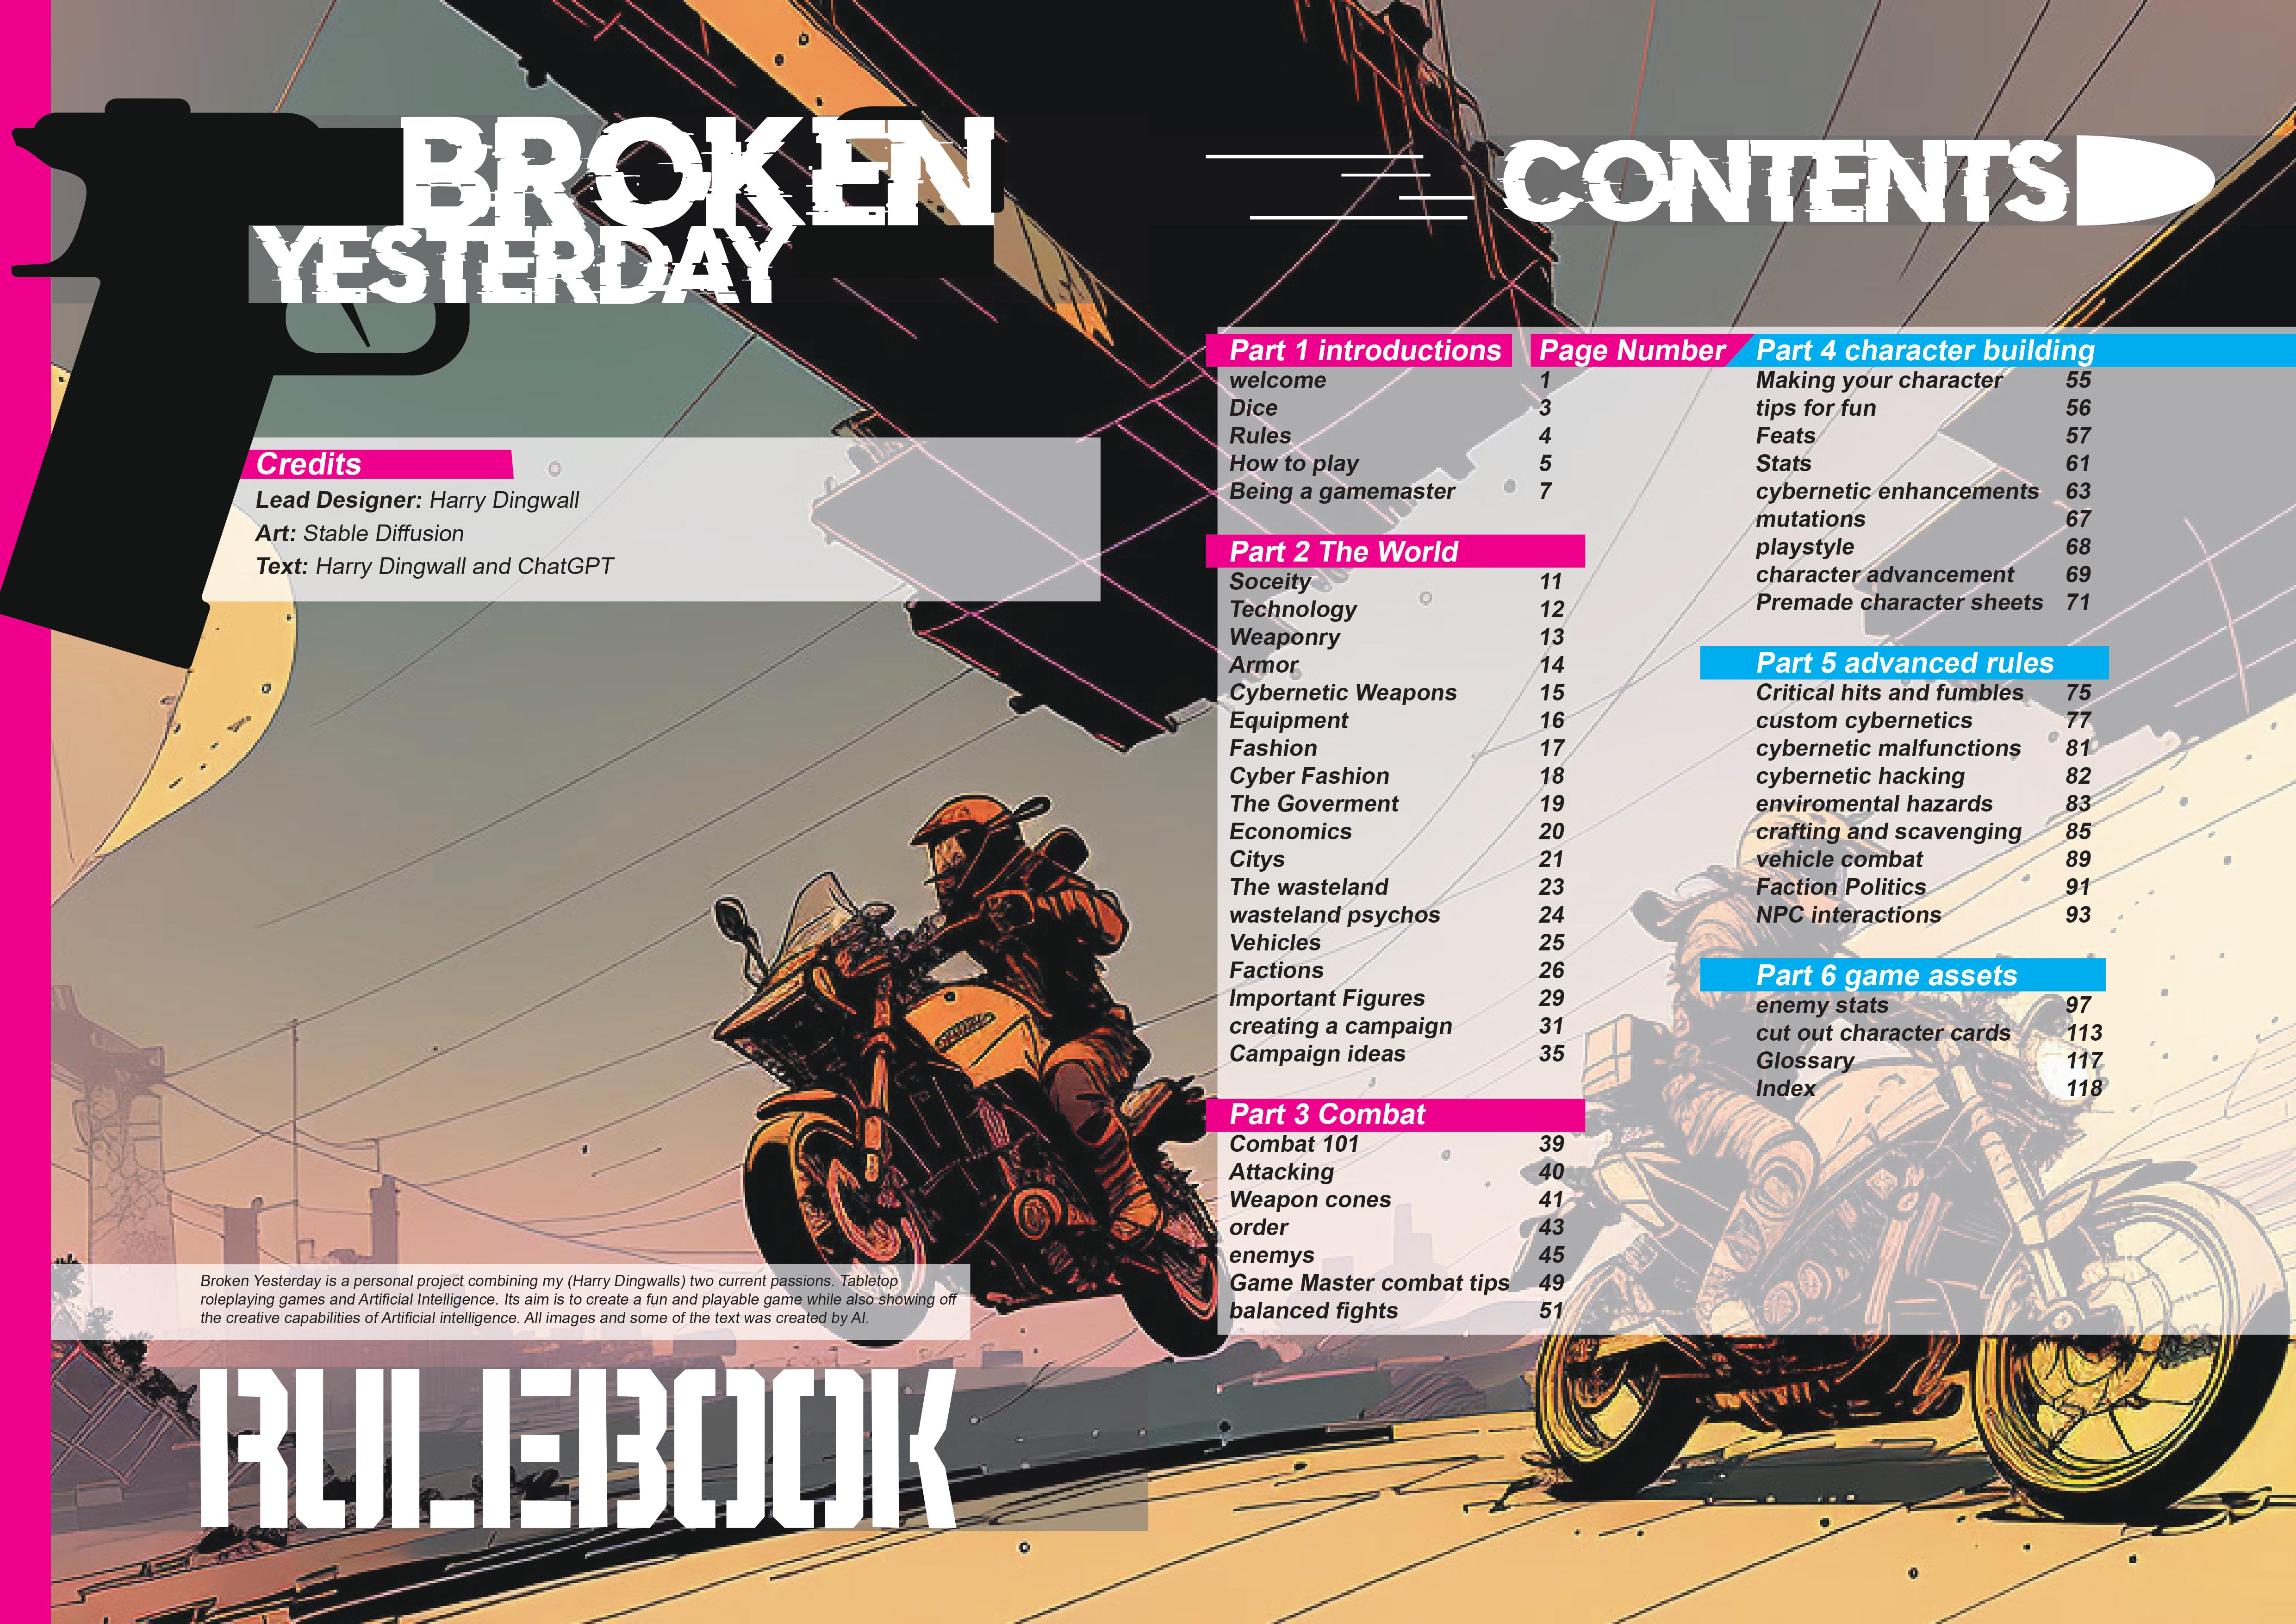 BROKEN
YESTERDAY
Credits
Lead Designer: Harry Dingwall
Art: Stable Diffusion
Text: Harry Dingwall and ChatGPT
Broken Yesterday is a personal project combining my (Harry Dingwalls) two current passions. Tabletop
roleplaying games and Artificial Intelligence. Its aim is to create a fun and playable game while also showing off
the creative capabilities of Artificial intelligence. All images and some of the text was created by AI.
RULEBOOK
CONTENTS
Part 1 introductions Page Number
welcome 1
Dice 3
Rules 4
How to play 5
Being a gamemaster 7
Part 2 The World
Soceity 11
Technology 12
Weaponry 13
Armor 14
Cybernetic Weapons 15
Equipment 16
Fashion 17
Cyber Fashion 18
The Goverment 19
Economics 20
Citys 21
The wasteland 23
wasteland psychos 24
Vehicles 25
Factions 26
Important Figures 29
creating a campaign 31
Campaign ideas 35
Part 3 Combat
Combat 101 39
Attacking 40
Weapon cones 41
order 43
enemys 45
Game Master combat tips 49
balanced fights 51
Part 4 character building
Making your character 55
tips for fun 56
Feats 57
Stats 61
cybernetic enhancements 63
mutations 67
playstyle 68
character advancement 69
Premade character sheets 71
Part 5 advanced rules
Critical hits and fumbles 75
custom cybernetics 77
cybernetic malfunctions 81
cybernetic hacking 82
enviromental hazards 83
crafting and scavenging 85
vehicle combat 89
Faction Politics 91
NPC interactions 93
Part 6 game assets
enemy stats 97
cut out character cards 113
Glossary 117
Index 118